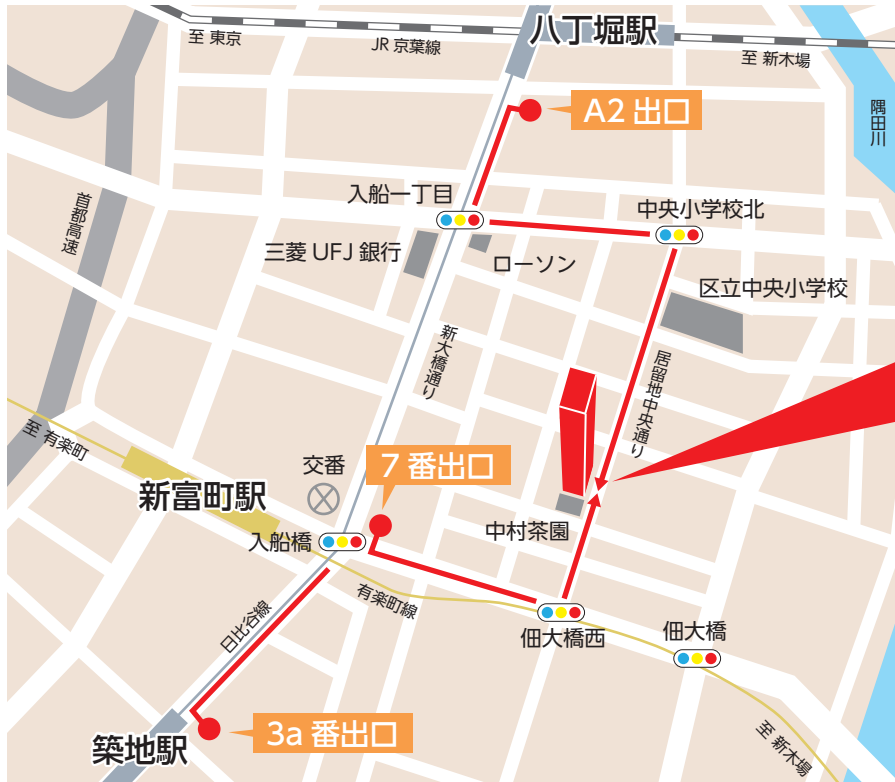 八丁堀駅
至 東京
JR 京葉線
至 新木場
A2 出口
隅田川
入船一丁目
中央小学校北
首都高速
三菱 UFJ 銀行
ローソン
区立中央小学校
新大橋通り
居留地中央通り
至 有楽町
交番
7 番出口
新富町駅
中村茶園
入船橋
有楽町線
日比谷線
佃大橋西
佃大橋
3a 番出口
築地駅
至 新木場